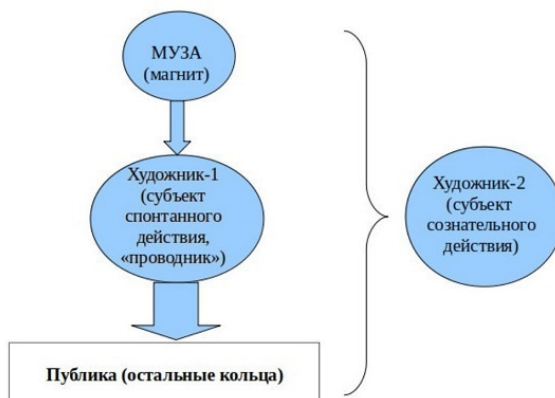 МУЗА
(магнит)
Художник-1
(субъект
спонтанного
действия,
«проводник»)
Публика (остальные кольца)
Художник-2
(субъект
сознательного
действия)